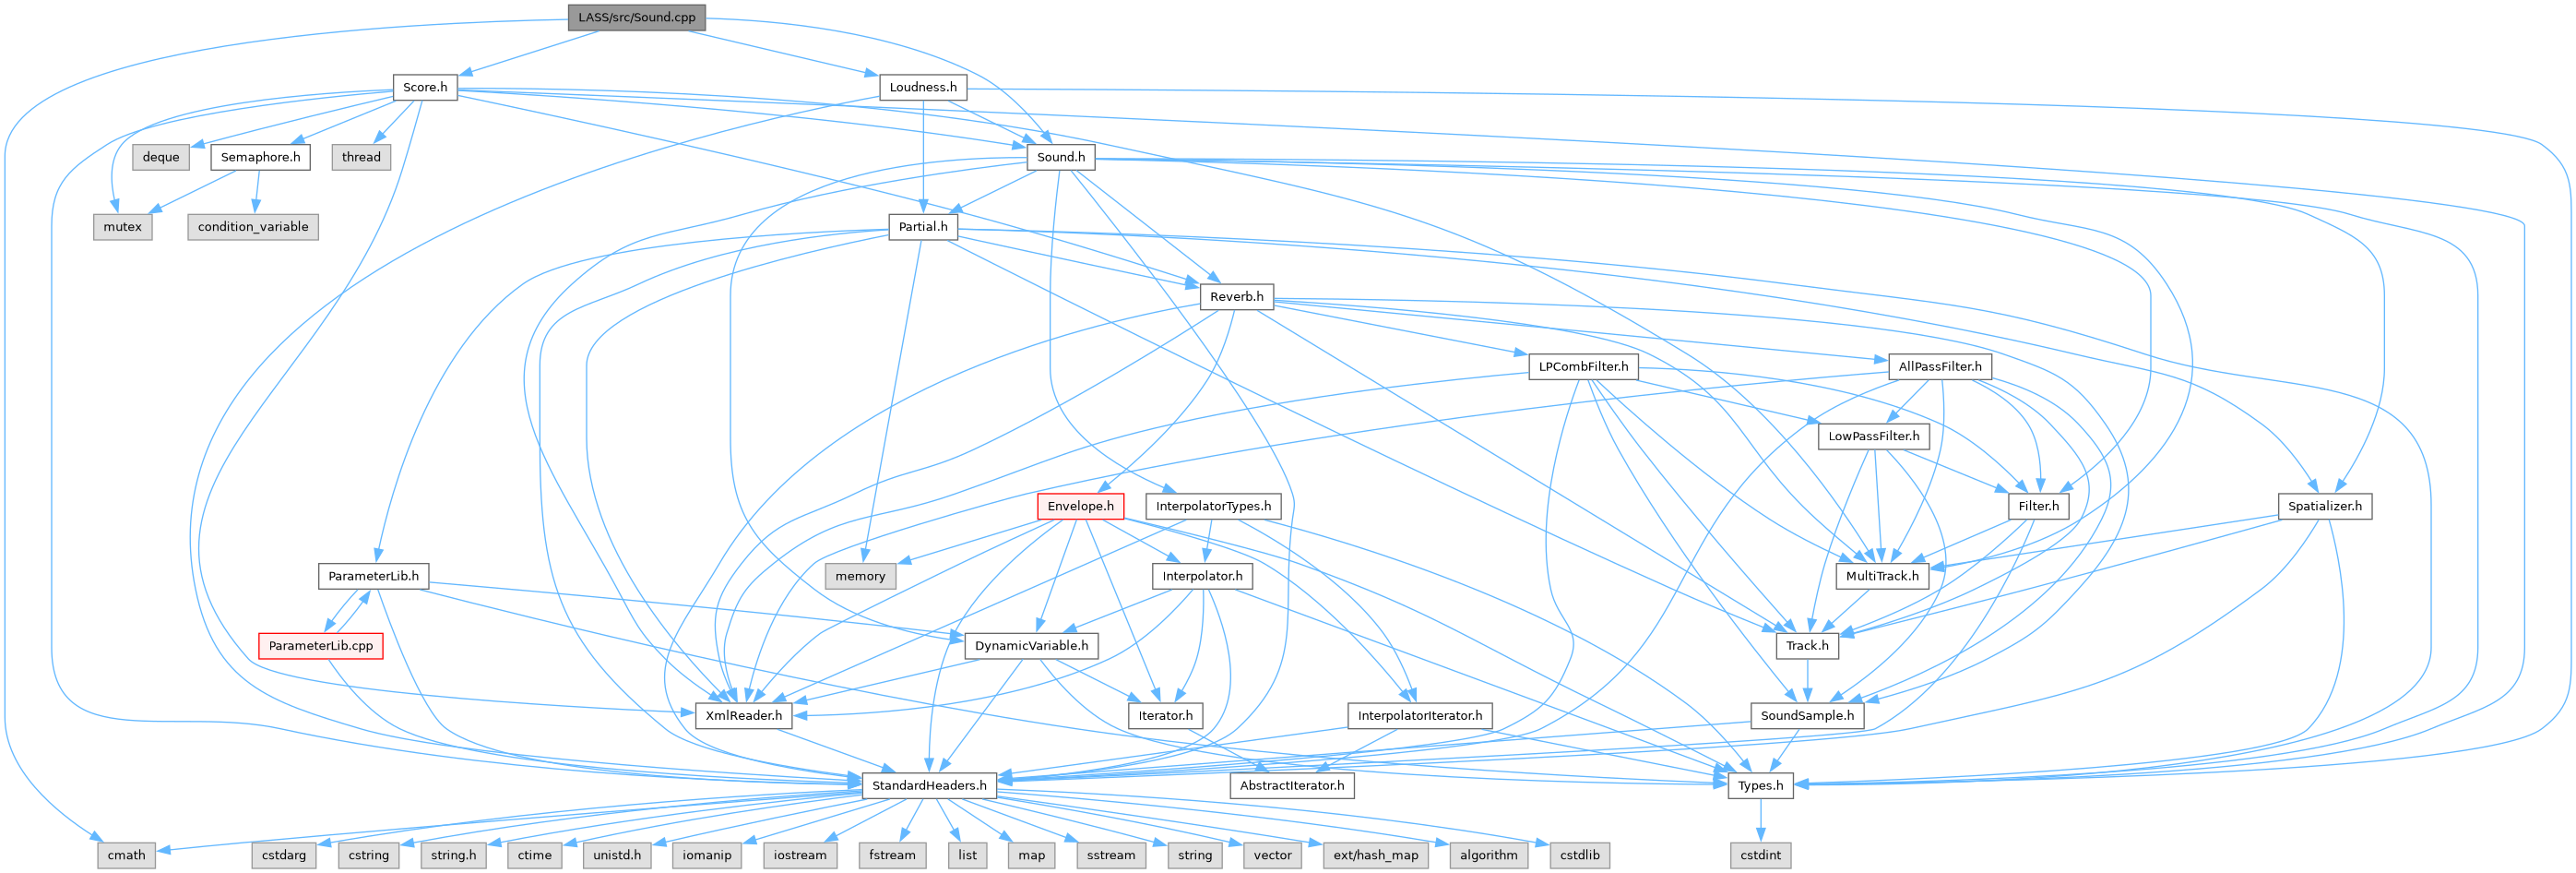 LASS/src/Sound.cpp
Score.h
Loudness.h
deque
Semaphore.h
thread
Sound.h
mutex
condition_variable
Partial.h
Reverb.h
LPCombFilter.h
AllPassFilter.h
LowPassFilter.h
Envelope.h
InterpolatorTypes.h
Filter.h
Spatializer.h
ParameterLib.h
memory
Interpolator.h
MultiTrack.h
ParameterLib.cpp
DynamicVariable.h
Track.h
XmlReader.h
Iterator.h
InterpolatorIterator.h
SoundSample.h
StandardHeaders.h
AbstractIterator.h
Types.h
cmath
cstdarg
cstring
string.h
ctime
unistd.h
iomanip
iostream
fstream
list
map
sstream
string
vector
ext/hash_map
algorithm
cstdlib
cstdint